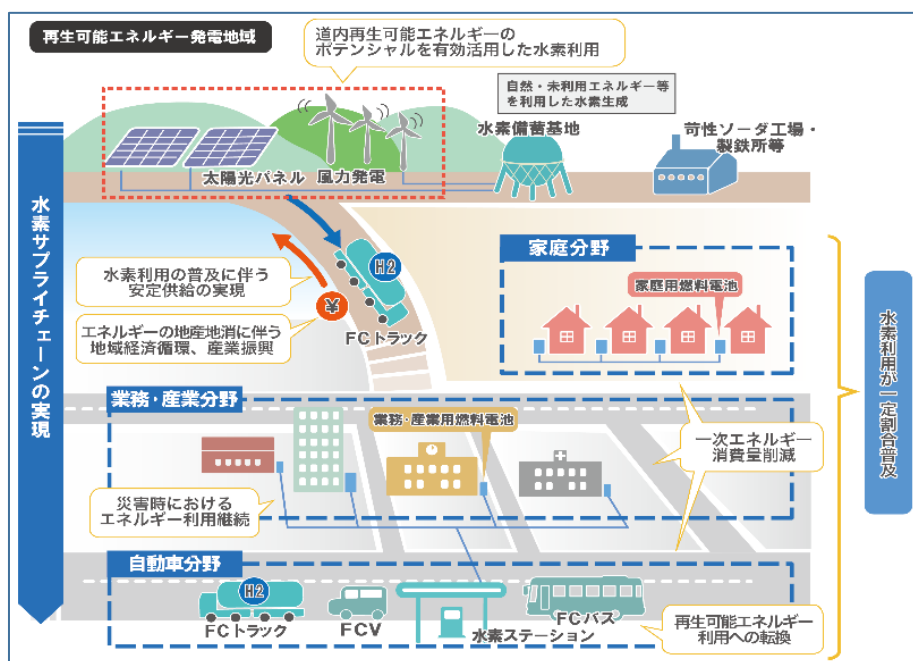 再生可能エネルギー発電地域
道内再生可能エネルギーの
ポテンシャルを有効活用した水素利用
自然・未利用エネルギー等
を利用した水素生成
水素備蓄基地
苛性ソーダ工場・
製鉄所等
太陽光パネル
風力発電
水素サプライチェーンの実現
H2
水素利用の普及に伴う
安定供給の実現
¥
エネルギーの地産地消に伴う
地域経済循環、産業振興
FCトラック
家庭分野
家庭用燃料電池
水素利用が一定割合普及
業務・産業分野
業務・産業用燃料電池
一次エネルギー
消費量削減
災害時における
エネルギー利用継続
自動車分野
H2
FCトラック
FCV
水素ステーション
FCバス
再生可能エネルギー
利用への転換